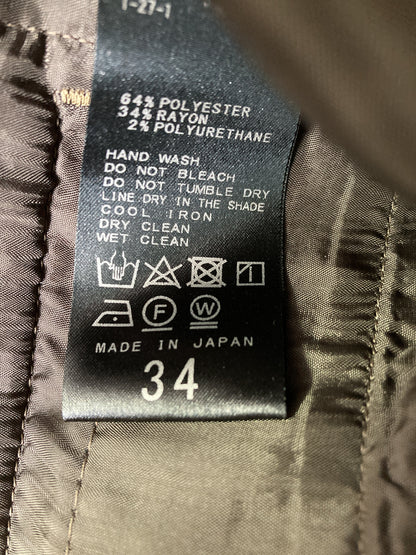 1-27-1
64% POLYESTER
34% RAYON
2% POLYURETHANE
HAND WASH
DO NOT BLEACH
DO NOT TUMBLE DRY
LINE DRY IN THE SHADE
COOL IRON
DRY CLEAN
WET CLEAN
F W
MADE IN JAPAN
34